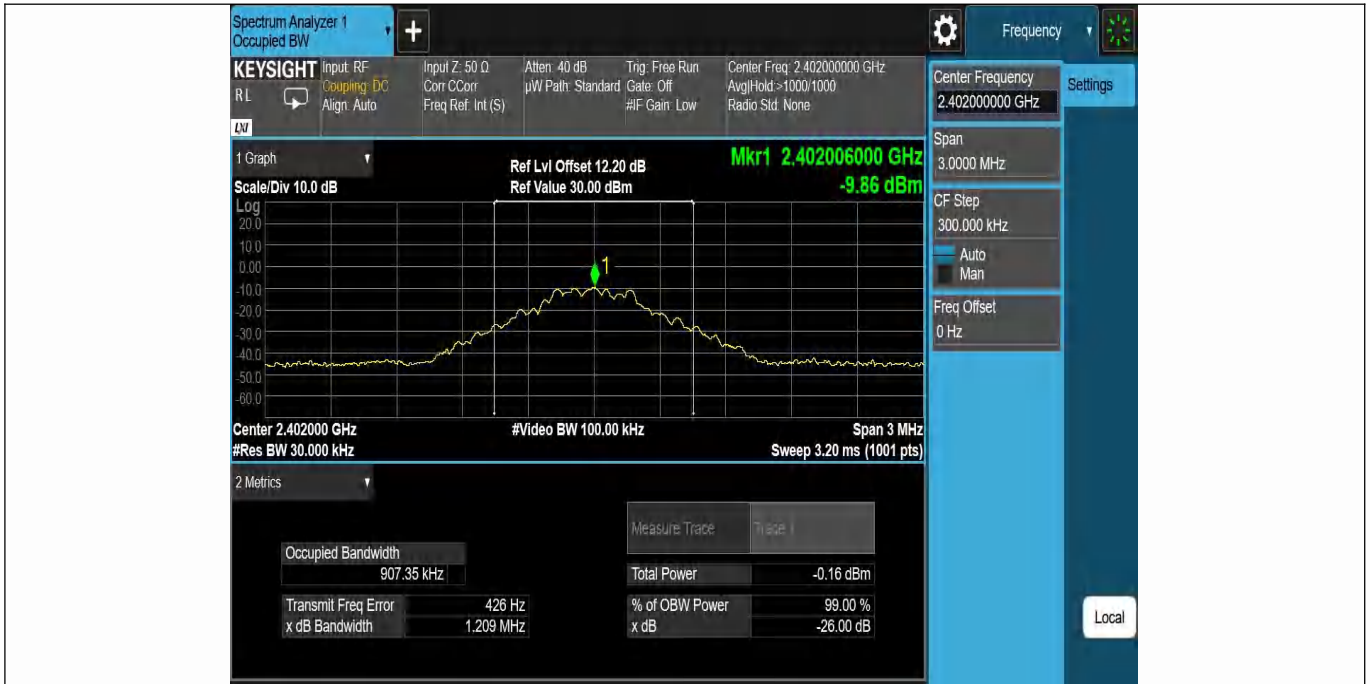 Spectrum Analyzer 1
Occupied BW
+
Frequency
KEYSIGHT
RL
LXI
Input: RF
Coupling: DC
Align: Auto
Input Z: 50 Ω
Corr CCorr
Freq Ref: Int (S)
Atten: 40 dB
µW Path: Standard
Trig: Free Run
Gate: Off
#IF Gain: Low
Center Freq: 2.402000000 GHz
Avg|Hold:>1000/1000
Radio Std: None
Center Frequency
2.402000000 GHz
Settings
Span
3.0000 MHz
CF Step
300.000 kHz
Auto
Man
Freq Offset
0 Hz
Local
1 Graph
Scale/Div 10.0 dB
Ref Lvl Offset 12.20 dB
Ref Value 30.00 dBm
Mkr1 2.402006000 GHz
-9.86 dBm
Log
20.0
10.0
0.00
-10.0
-20.0
-30.0
-40.0
-50.0
-60.0
1
Center 2.402000 GHz
#Video BW 100.00 kHz
Span 3 MHz
#Res BW 30.000 kHz
Sweep 3.20 ms (1001 pts)
2 Metrics
Measure Trace
Trace 1
Occupied Bandwidth
907.35 kHz
Total Power
-0.16 dBm
Transmit Freq Error
426 Hz
% of OBW Power
99.00 %
x dB Bandwidth
1.209 MHz
x dB
-26.00 dB